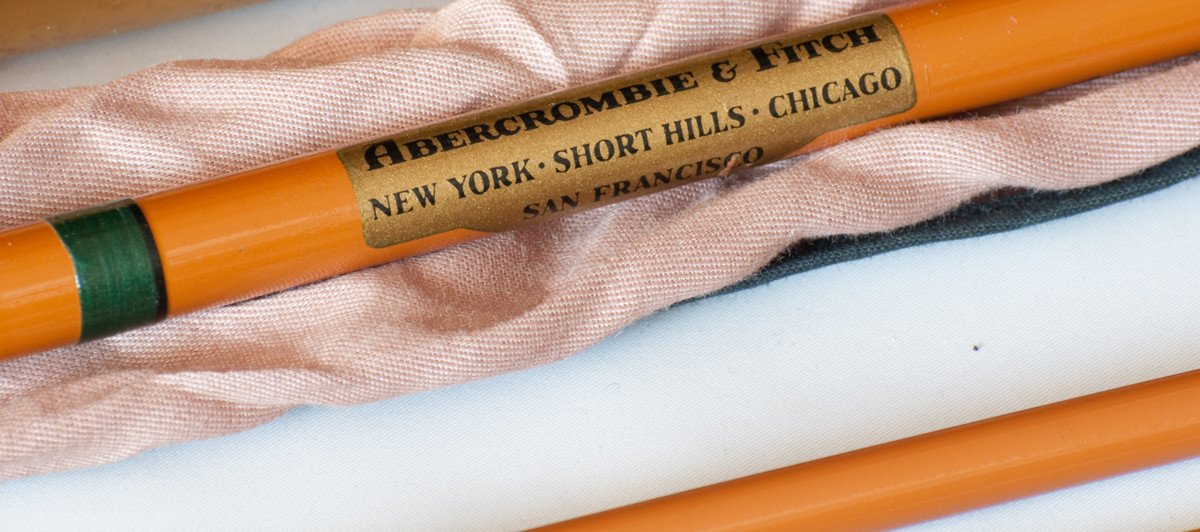 ABERCROMBIE & FITCH
NEW YORK · SHORT HILLS · CHICAGO
SAN FRANCISCO